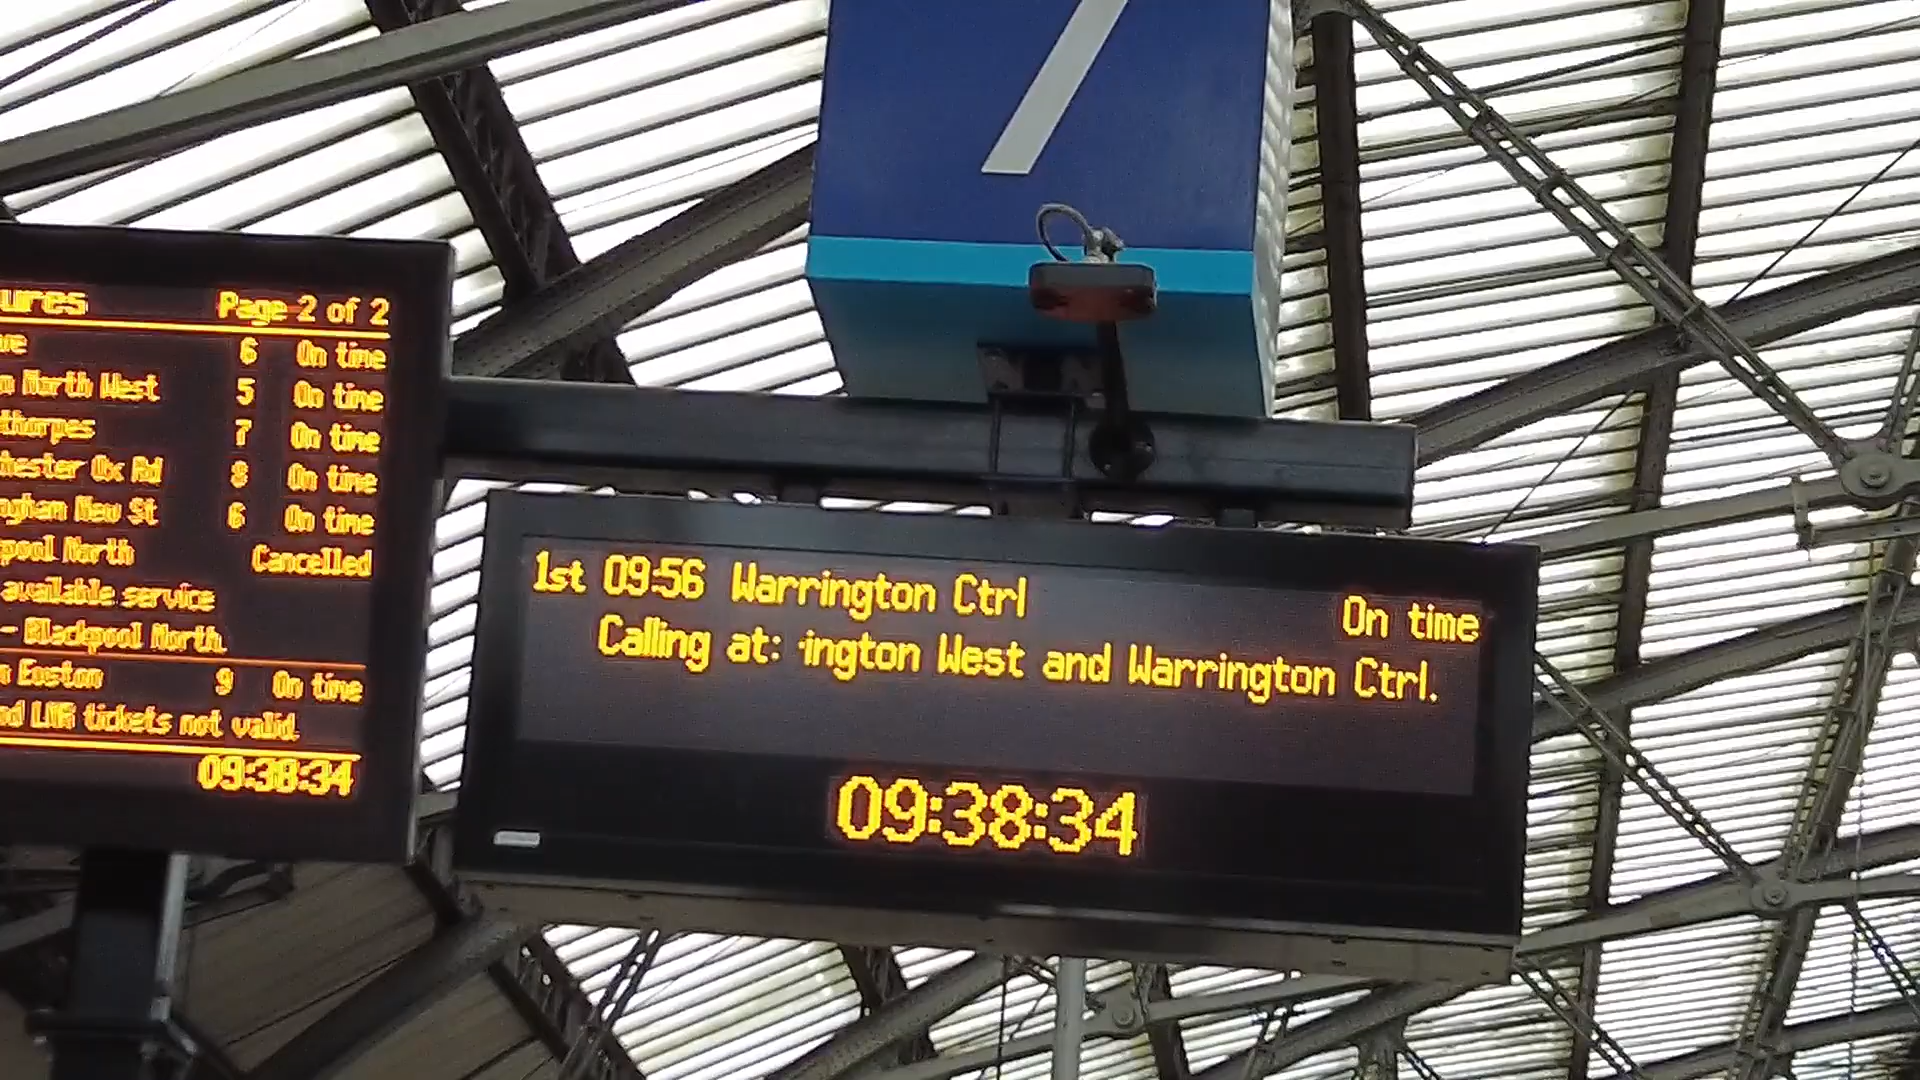 7
ures Page 2 of 2
ve 6 On time
n North West 5 On time
thorpes 7 On time
hester Ox Rd 8 On time
ngham New St 6 On time
pool North Cancelled
available service
- Blackpool North.
n Euston 9 On time
nd LNR tickets not valid.
09:38:34
1st 09:56 Warrington Ctrl On time
Calling at: ington West and Warrington Ctrl.
09:38:34